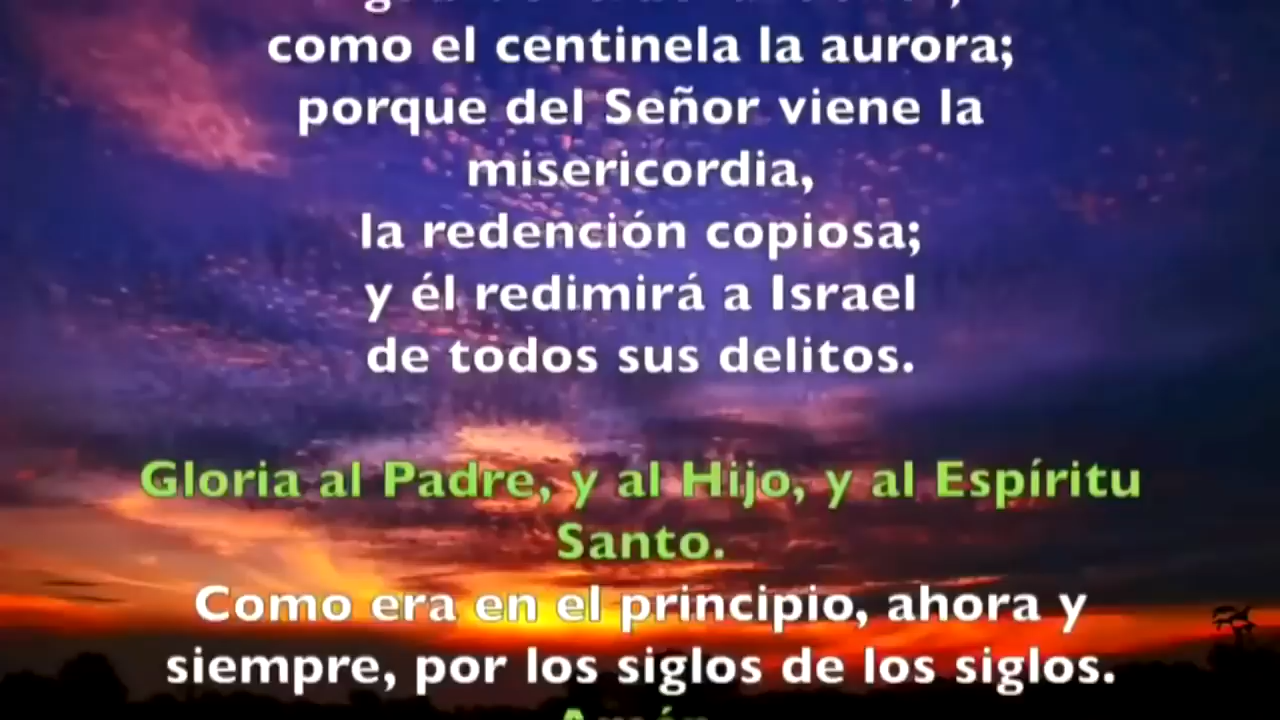 como el centinela la aurora;
porque del Señor viene la
misericordia,
la redención copiosa;
y él redimirá a Israel
de todos sus delitos.
Gloria al Padre, y al Hijo, y al Espíritu
Santo.
Como era en el principio, ahora y
siempre, por los siglos de los siglos.